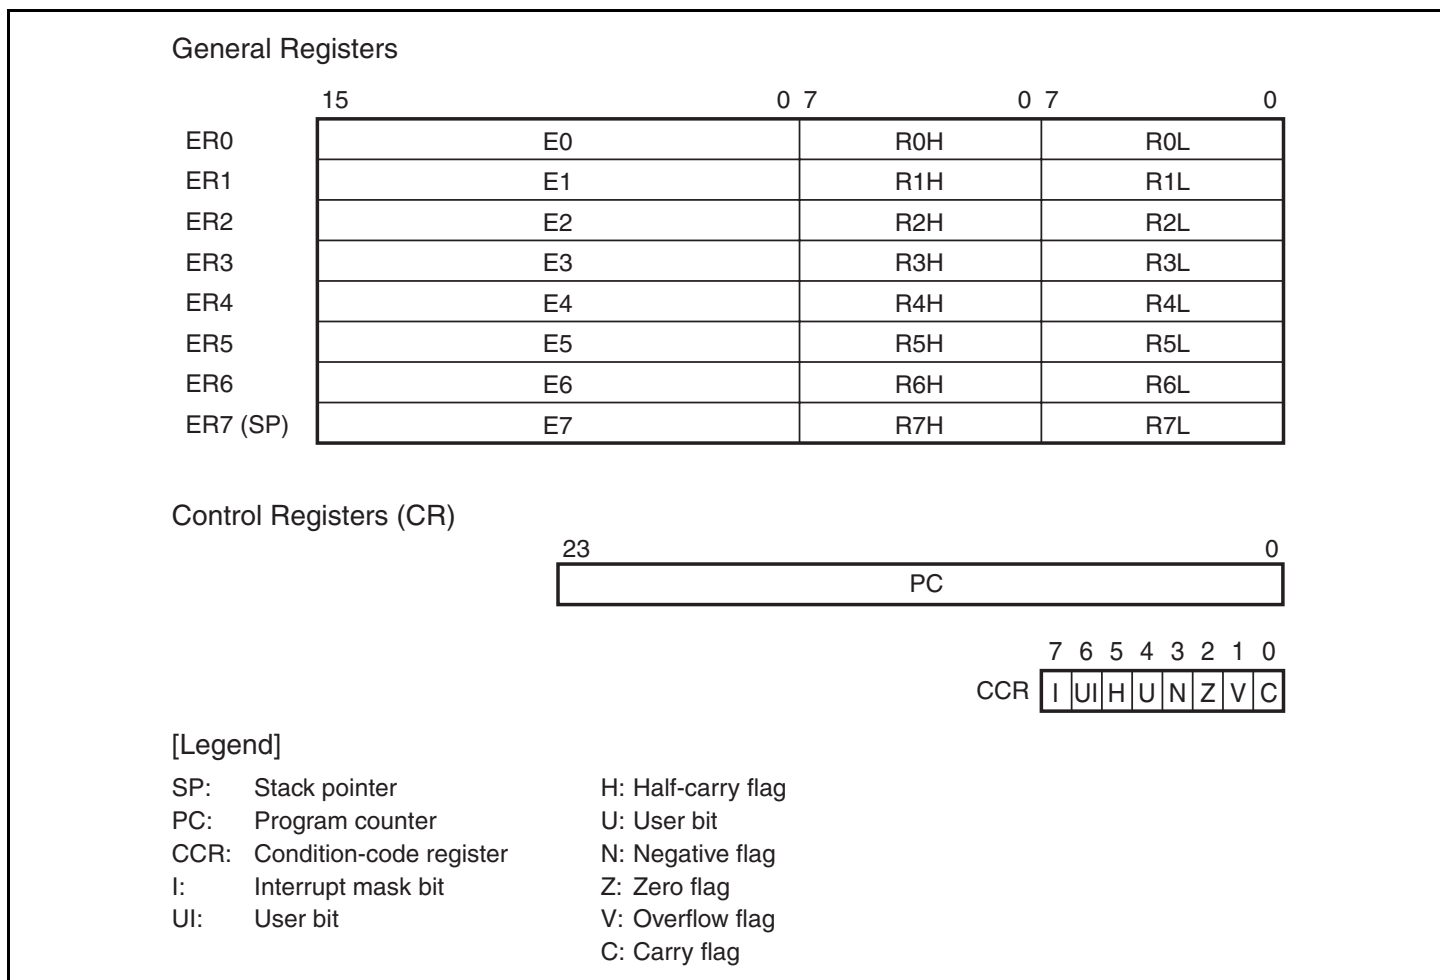 General Registers
15 0 7 0 7 0
ER0 E0 R0H R0L
ER1 E1 R1H R1L
ER2 E2 R2H R2L
ER3 E3 R3H R3L
ER4 E4 R4H R4L
ER5 E5 R5H R5L
ER6 E6 R6H R6L
ER7 (SP) E7 R7H R7L
Control Registers (CR)
23 0
PC
7 6 5 4 3 2 1 0
CCR I UI H U N Z V C
[Legend]
SP: Stack pointer
PC: Program counter
CCR: Condition-code register
I: Interrupt mask bit
UI: User bit
H: Half-carry flag
U: User bit
N: Negative flag
Z: Zero flag
V: Overflow flag
C: Carry flag